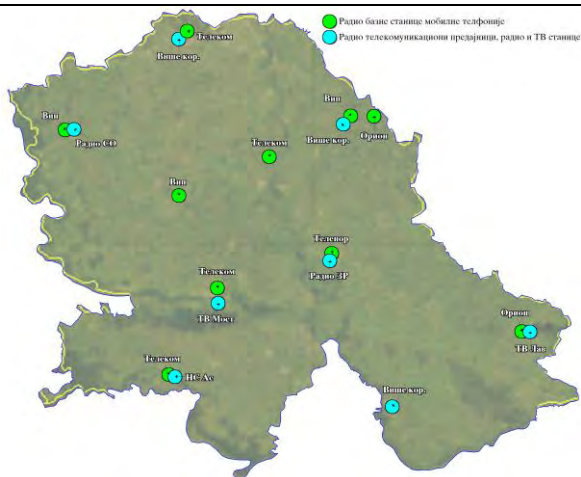 Радио базне станице мобилне телфоније
Радио телекомуникациони предајници, радио и ТВ станице
Телеком
Више кор.
Вип
Вип
Радио СО
Више кор.
Орион
Телеком
Вип
Теленор
Радио ЗР
Телеком
ТВ Мост
Орион
ТВ Лав
Телеком
НС Ас
Више кор.